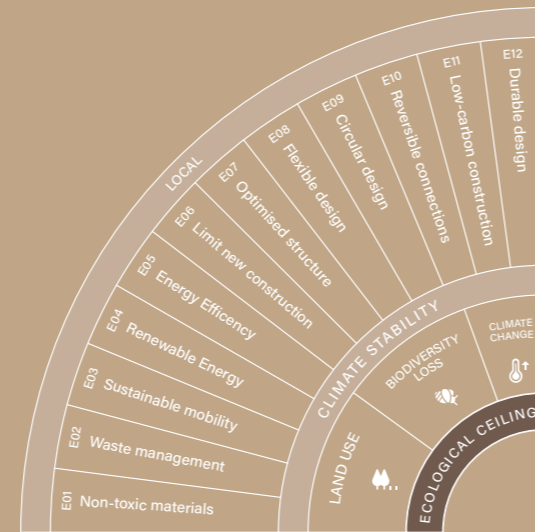 LOCAL
E01
Non-toxic materials
E02
Waste management
E03
Sustainable mobility
E04
Renewable Energy
E05
Energy Efficency
E06
Limit new construction
E07
Optimised structure
E08
Flexible design
E09
Circular design
E10
Reversible connections
E11
Low-carbon construction
E12
Durable design
CLIMATE STABILITY
LAND USE
BIODIVERSITY
LOSS
CLIMATE
CHANGE
ECOLOGICAL CEILING